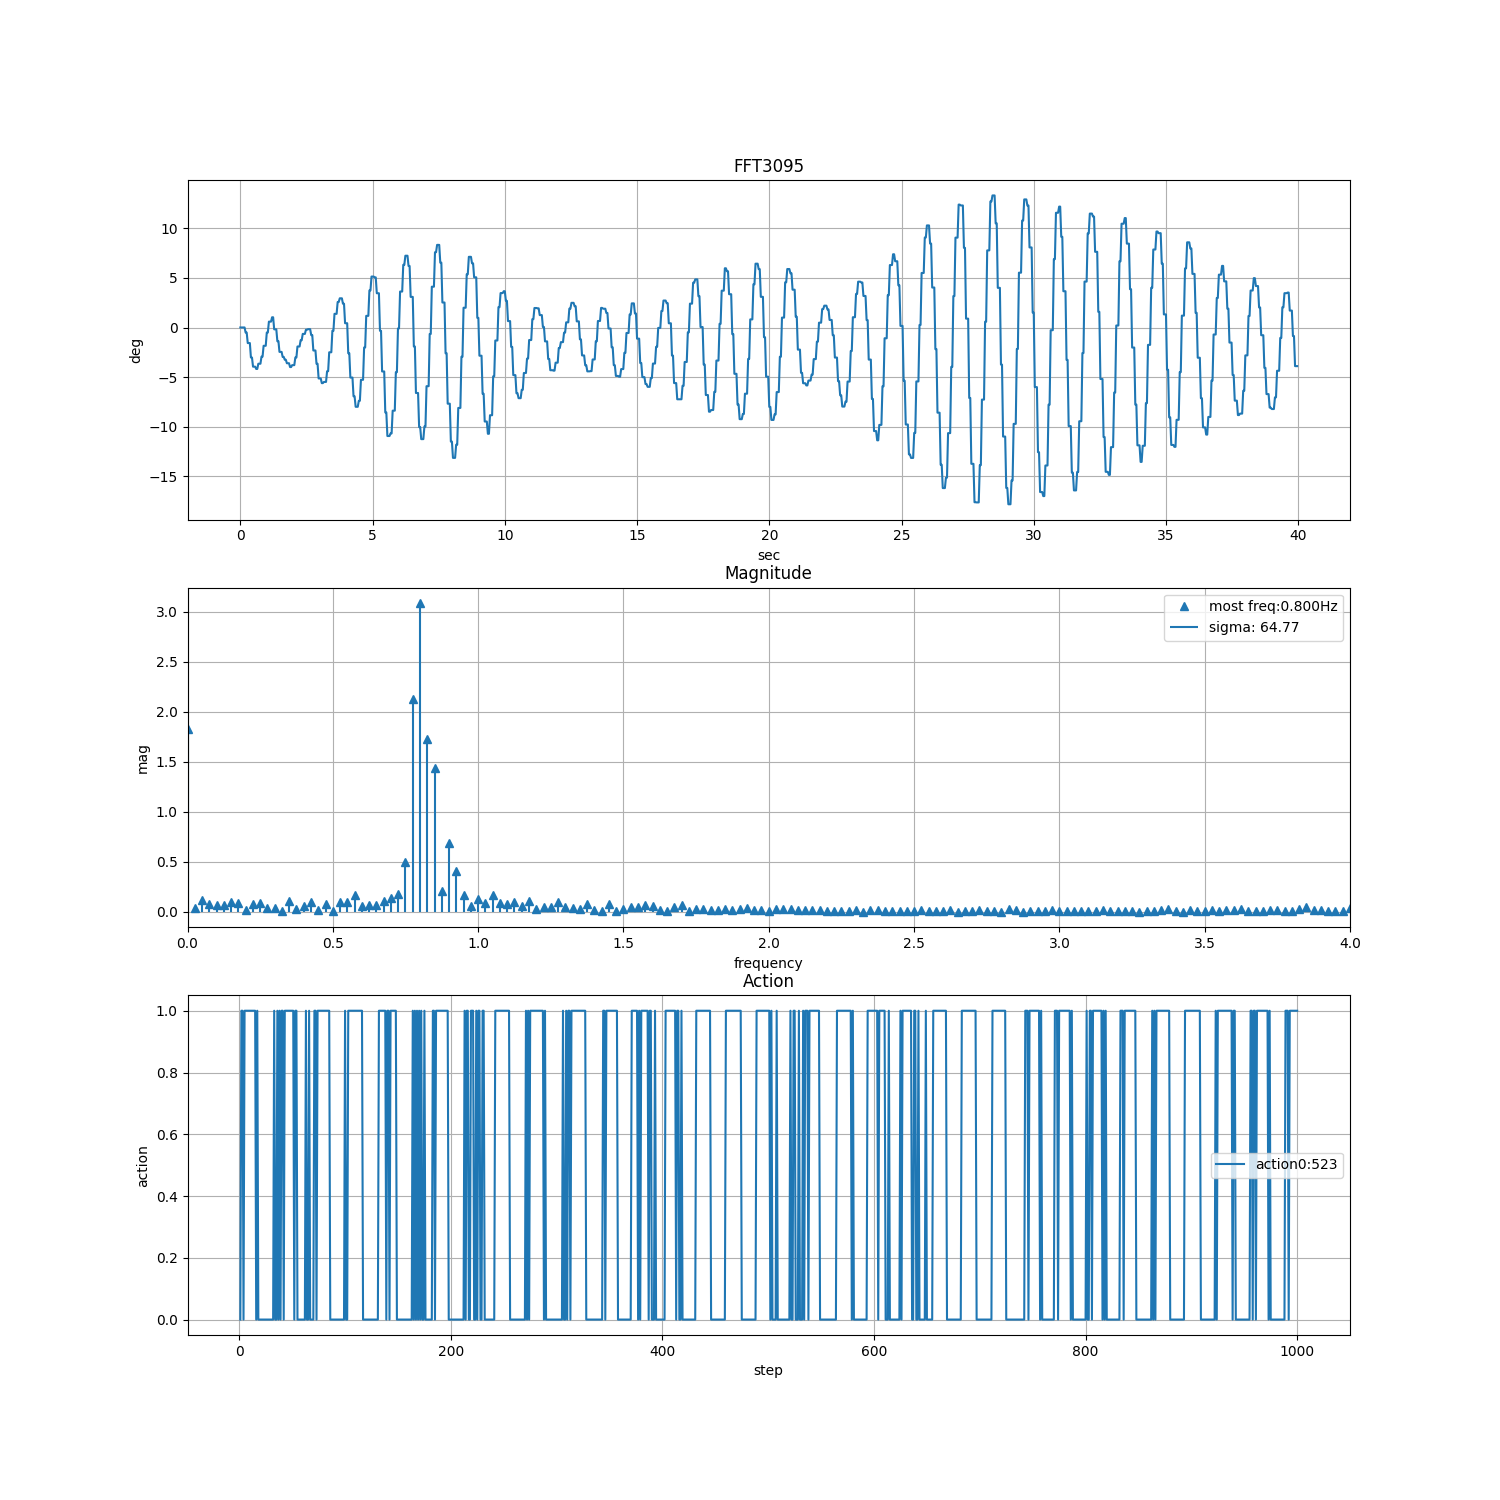 FFT3095
10
5
0
−5
−10
−15
deg
0 5 10 15 20 25 30 35 40
sec
Magnitude
3.0
2.5
2.0
1.5
1.0
0.5
0.0
mag
most freq:0.800Hz
sigma: 64.77
0.0 0.5 1.0 1.5 2.0 2.5 3.0 3.5 4.0
frequency
Action
1.0
0.8
0.6
0.4
0.2
0.0
action
action0:523
0 200 400 600 800 1000
step